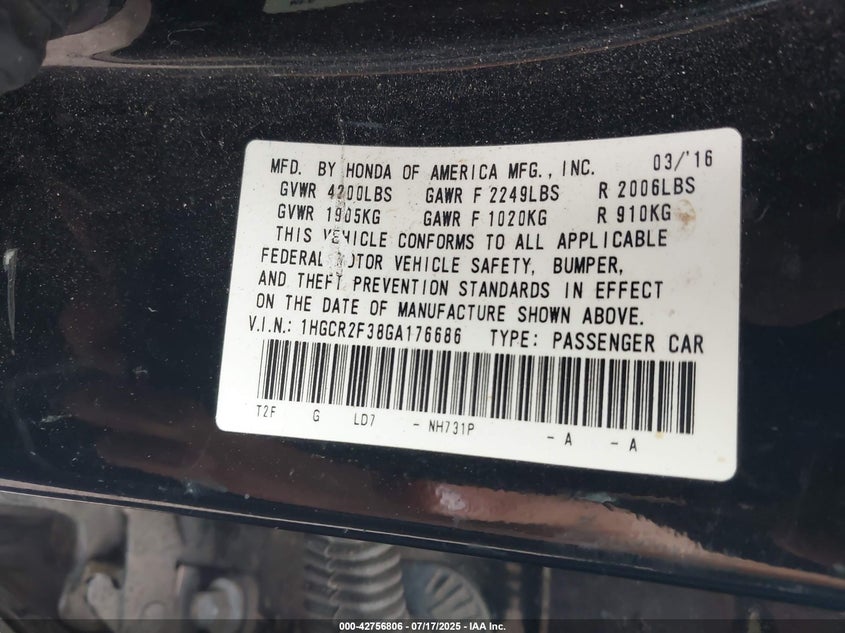 MFD. BY HONDA OF AMERICA MFG., INC. 03/'16
GVWR 4200LBS GAWR F 2249LBS R 2006LBS
GVWR 1905KG GAWR F 1020KG R 910KG
THIS VEHICLE CONFORMS TO ALL APPLICABLE
FEDERAL MOTOR VEHICLE SAFETY, BUMPER,
AND THEFT PREVENTION STANDARDS IN EFFECT
ON THE DATE OF MANUFACTURE SHOWN ABOVE.
V.I.N.: 1HGCR2F38GA176686 TYPE: PASSENGER CAR
T2F G LD7 - NH731P - A - A
000-42756806 - 07/17/2025 - IAA Inc.